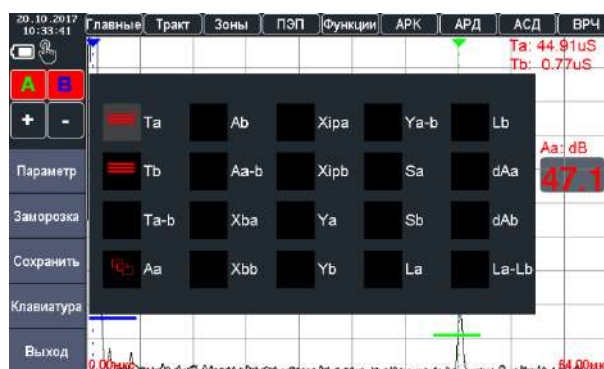 20.10.2017
10:33:41
Главные Тракт Зоны ПЭП Функции АРК АРД АСД ВРЧ
Ta: 44.91uS
Tb: 0.77uS
A B
+ -
Параметр
Заморозка
Сохранить
Клавиатура
Выход
Ta Ab Xipa Ya-b Lb
Tb Aa-b Xipb Sa dAa
Ta-b Xba Ya Sb dAb
Aa Xbb Yb La La-Lb
Aa: dB
47.1
0.00мкс